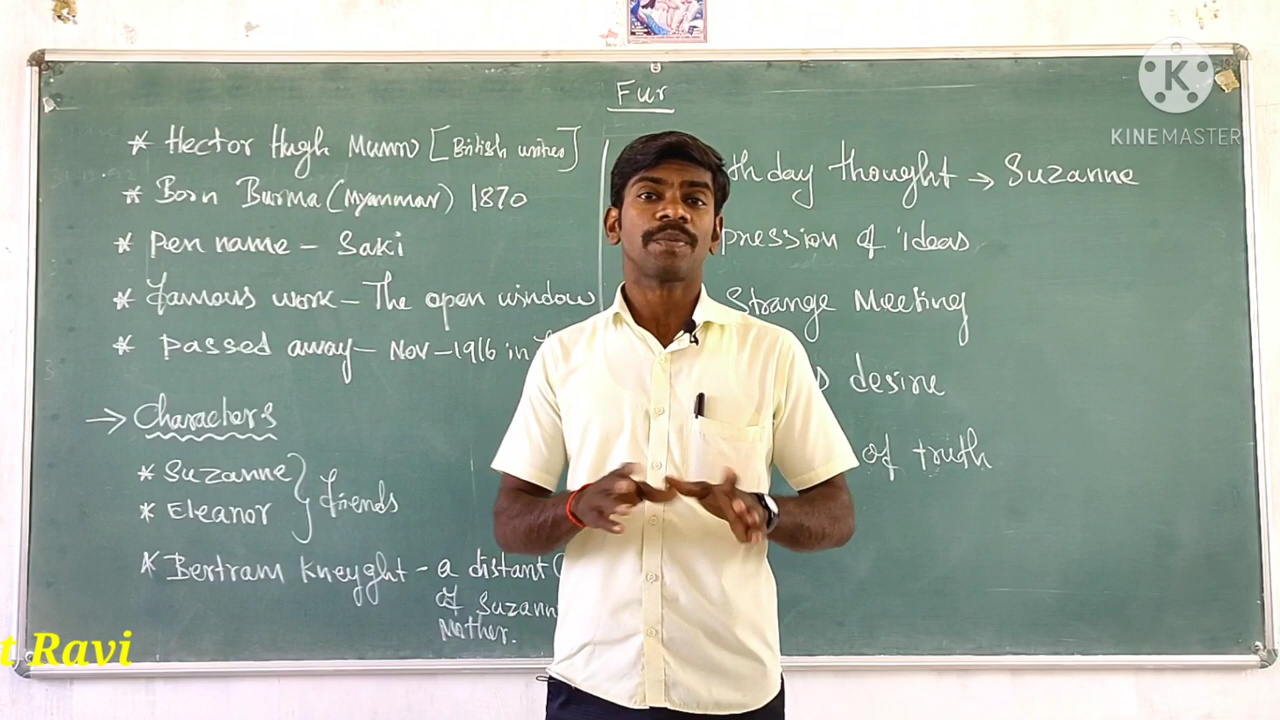 Fur
* Hector Hugh Munro [British writer]
* Born Burma (Myanmar) 1870
* Pen name - Saki
* famous work - The open window
* passed away - Nov - 1916 in
→ Characters
* Suzanne
* Eleanor
} friends
* Bertram Kneyght - a distant
of Suzann
Mother.
th day thought → Suzanne
pression of ideas
Strange Meeting
desire
of truth
K
KINEMASTER
t Ravi